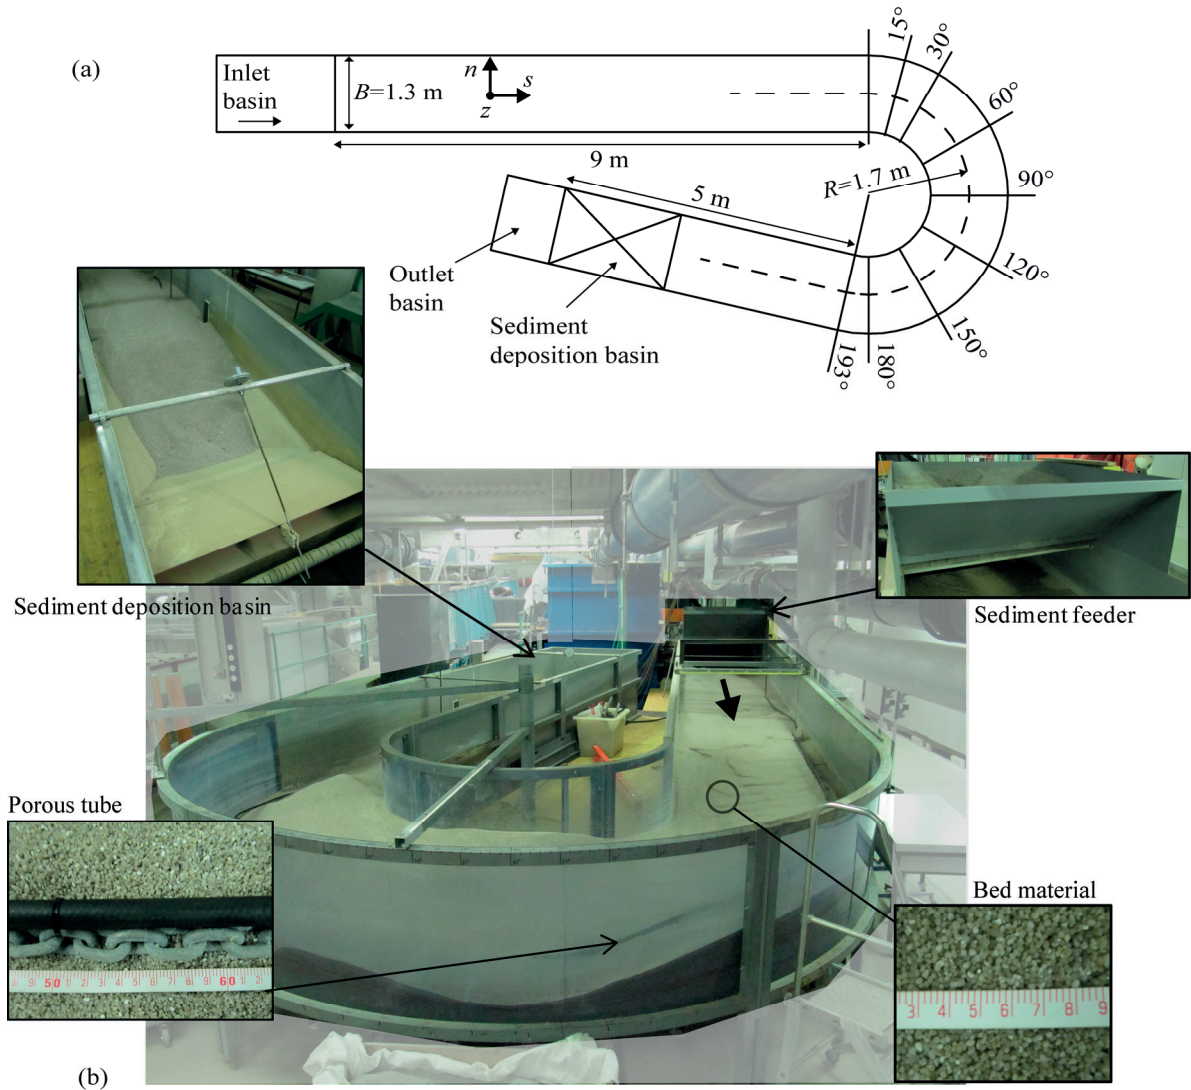 (a)
Inlet
basin
B=1.3 m
n
s
z
9 m
15°
30°
60°
90°
120°
150°
180°
193°
R=1.7 m
5 m
Outlet
basin
Sediment
deposition basin
Sediment deposition basin
Sediment feeder
Porous tube
50
60
Bed material
3 4 5 6 7 8 9
(b)